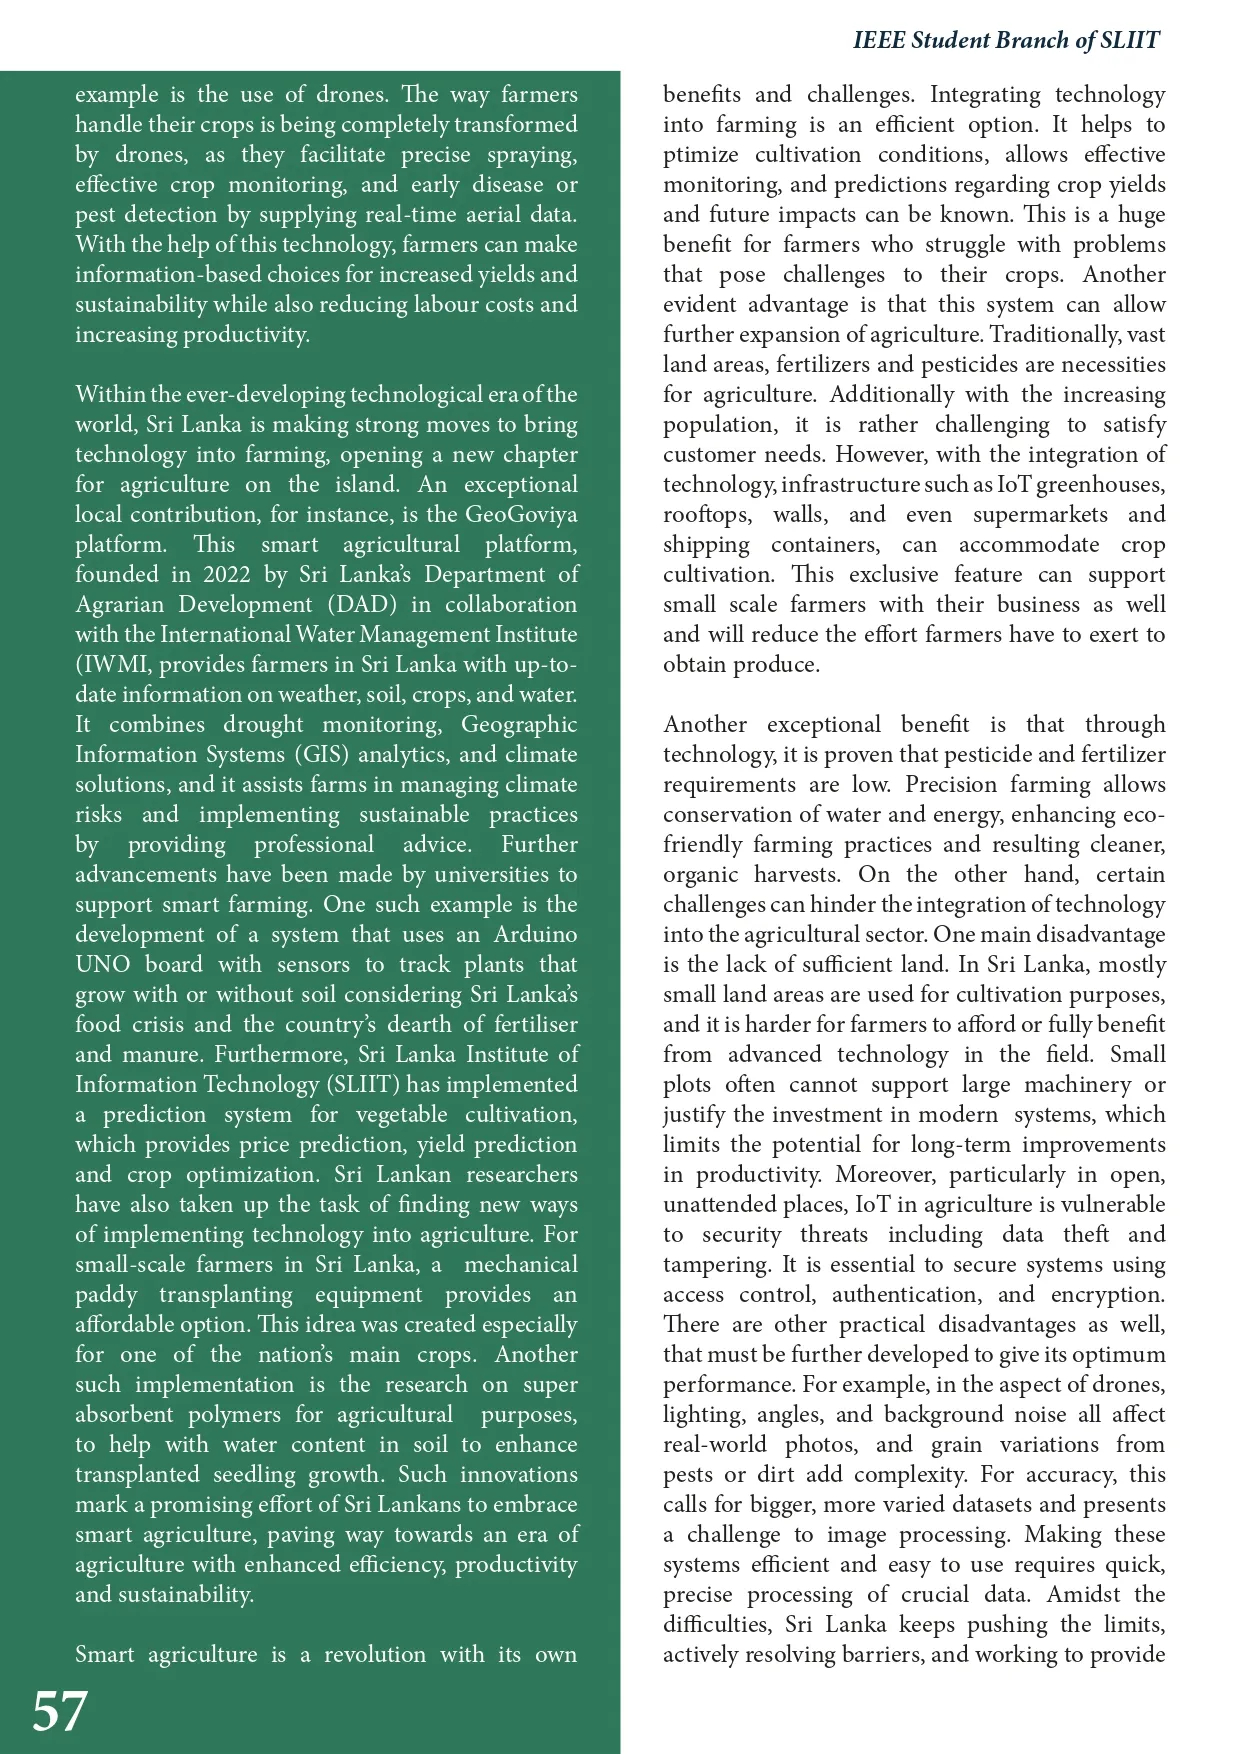 IEEE Student Branch of SLIIT
example is the use of drones. The way farmers
handle their crops is being completely transformed
by drones, as they facilitate precise spraying,
effective crop monitoring, and early disease or
pest detection by supplying real-time aerial data.
With the help of this technology, farmers can make
information-based choices for increased yields and
sustainability while also reducing labour costs and
increasing productivity.
Within the ever-developing technological era of the
world, Sri Lanka is making strong moves to bring
technology into farming, opening a new chapter
for agriculture on the island. An exceptional
local contribution, for instance, is the GeoGoviya
platform. This smart agricultural platform,
founded in 2022 by Sri Lanka's Department of
Agrarian Development (DAD) in collaboration
with the International Water Management Institute
(IWMI, provides farmers in Sri Lanka with up-to-
date information on weather, soil, crops, and water.
It combines drought monitoring, Geographic
Information Systems (GIS) analytics, and climate
solutions, and it assists farms in managing climate
risks and implementing sustainable practices
by providing professional advice. Further
advancements have been made by universities to
support smart farming. One such example is the
development of a system that uses an Arduino
UNO board with sensors to track plants that
grow with or without soil considering Sri Lanka's
food crisis and the country's dearth of fertiliser
and manure. Furthermore, Sri Lanka Institute of
Information Technology (SLIIT) has implemented
a prediction system for vegetable cultivation,
which provides price prediction, yield prediction
and crop optimization. Sri Lankan researchers
have also taken up the task of finding new ways
of implementing technology into agriculture. For
small-scale farmers in Sri Lanka, a mechanical
paddy transplanting equipment provides an
affordable option. This idrea was created especially
for one of the nation's main crops. Another
such implementation is the research on super
absorbent polymers for agricultural purposes,
to help with water content in soil to enhance
transplanted seedling growth. Such innovations
mark a promising effort of Sri Lankans to embrace
smart agriculture, paving way towards an era of
agriculture with enhanced efficiency, productivity
and sustainability.
Smart agriculture is a revolution with its own
benefits and challenges. Integrating technology
into farming is an efficient option. It helps to
ptimize cultivation conditions, allows effective
monitoring, and predictions regarding crop yields
and future impacts can be known. This is a huge
benefit for farmers who struggle with problems
that pose challenges to their crops. Another
evident advantage is that this system can allow
further expansion of agriculture. Traditionally, vast
land areas, fertilizers and pesticides are necessities
for agriculture. Additionally with the increasing
population, it is rather challenging to satisfy
customer needs. However, with the integration of
technology, infrastructure such as IoT greenhouses,
rooftops, walls, and even supermarkets and
shipping containers, can accommodate crop
cultivation. This exclusive feature can support
small scale farmers with their business as well
and will reduce the effort farmers have to exert to
obtain produce.
Another exceptional benefit is that through
technology, it is proven that pesticide and fertilizer
requirements are low. Precision farming allows
conservation of water and energy, enhancing eco-
friendly farming practices and resulting cleaner,
organic harvests. On the other hand, certain
challenges can hinder the integration of technology
into the agricultural sector. One main disadvantage
is the lack of sufficient land. In Sri Lanka, mostly
small land areas are used for cultivation purposes,
and it is harder for farmers to afford or fully benefit
from advanced technology in the field. Small
plots often cannot support large machinery or
justify the investment in modern systems, which
limits the potential for long-term improvements
in productivity. Moreover, particularly in open,
unattended places, IoT in agriculture is vulnerable
to security threats including data theft and
tampering. It is essential to secure systems using
access control, authentication, and encryption.
There are other practical disadvantages as well,
that must be further developed to give its optimum
performance. For example, in the aspect of drones,
lighting, angles, and background noise all affect
real-world photos, and grain variations from
pests or dirt add complexity. For accuracy, this
calls for bigger, more varied datasets and presents
a challenge to image processing. Making these
systems efficient and easy to use requires quick,
precise processing of crucial data. Amidst the
difficulties, Sri Lanka keeps pushing the limits,
actively resolving barriers, and working to provide
57